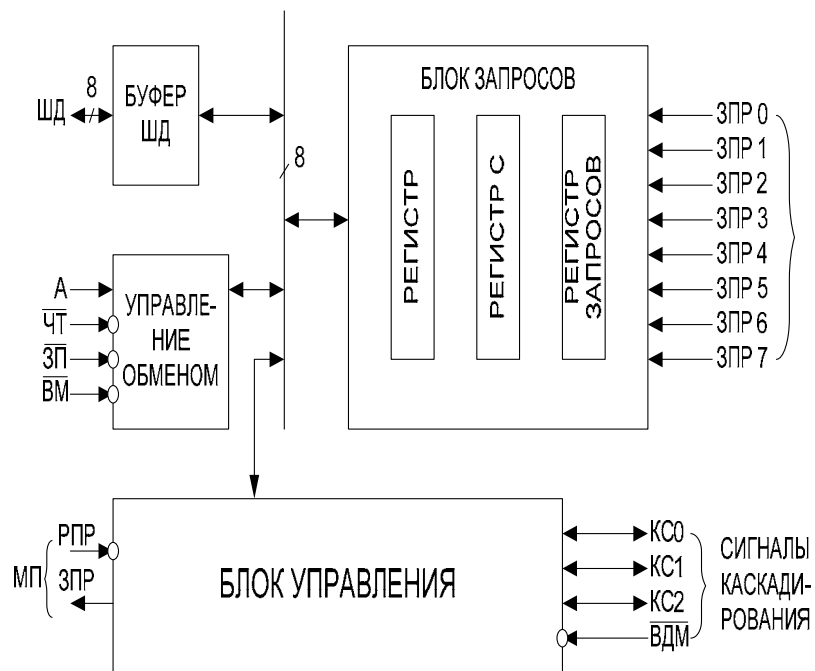 8
ШД
БУФЕР
ШД
8
БЛОК ЗАПРОСОВ
РЕГИСТР
РЕГИСТР С
РЕГИСТР
ЗАПРОСОВ
ЗПР 0
ЗПР 1
ЗПР 2
ЗПР 3
ЗПР 4
ЗПР 5
ЗПР 6
ЗПР 7
А
ЧТ
ЗП
ВМ
УПРАВЛЕ-
НИЕ
ОБМЕНОМ
МП
РПР
ЗПР
БЛОК УПРАВЛЕНИЯ
КС0
КС1
КС2
ВДМ
СИГНАЛЫ
КАСКАДИ-
РОВАНИЯ